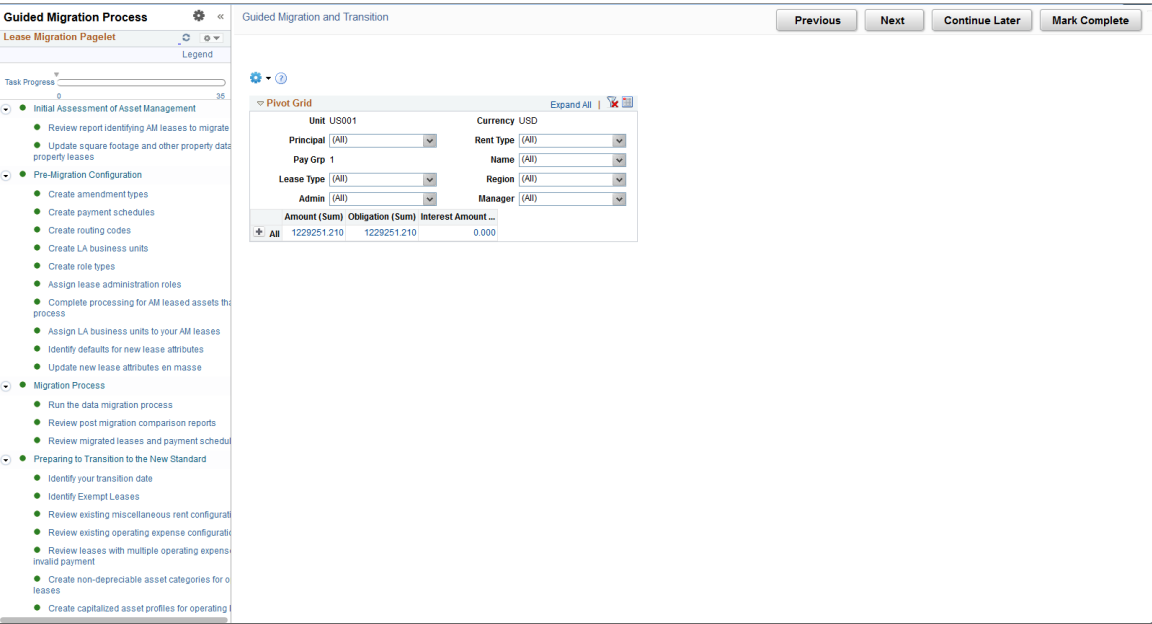 Guided Migration Process «
Guided Migration and Transition
Previous Next Continue Later Mark Complete
Lease Migration Pagelet
Legend
Task Progress
0 35
Initial Assessment of Asset Management
Review report identifying AM leases to migrate
Update square footage and other property data
property leases
Pre-Migration Configuration
Create amendment types
Create payment schedules
Create routing codes
Create LA business units
Create role types
Assign lease administration roles
Complete processing for AM leased assets tha
process
Assign LA business units to your AM leases
Identify defaults for new lease attributes
Update new lease attributes en masse
Migration Process
Run the data migration process
Review post migration comparison reports
Review migrated leases and payment schedul
Preparing to Transition to the New Standard
Identify your transition date
Identify Exempt Leases
Review existing miscellaneous rent configurati
Review existing operating expense configuratio
Review leases with multiple operating expense
invalid payment
Create non-depreciable asset categories for o
leases
Create capitalized asset profiles for operating l
?
Pivot Grid Expand All |
Unit US001 Currency USD
Principal (All) Rent Type (All)
Pay Grp 1 Name (All)
Lease Type (All) Region (All)
Admin (All) Manager (All)
Amount (Sum) Obligation (Sum) Interest Amount ...
All 1229251.210 1229251.210 0.000